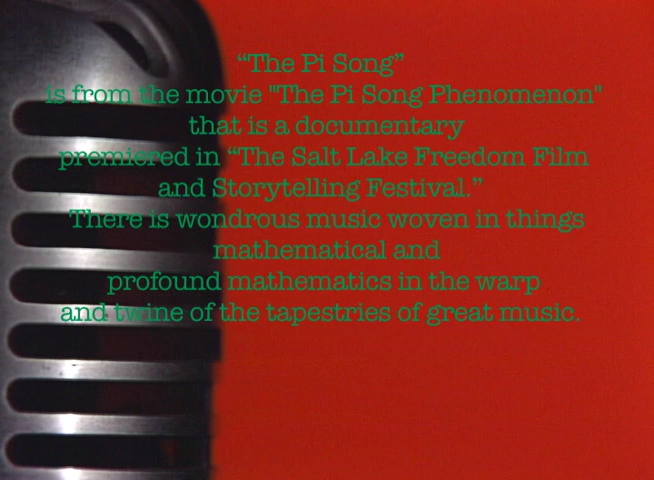 “The Pi Song”
is from the movie "The Pi Song Phenomenon"
that is a documentary
premiered in “The Salt Lake Freedom Film
and Storytelling Festival.”
There is wondrous music woven in things
mathematical and
profound mathematics in the warp
and twine of the tapestries of great music.